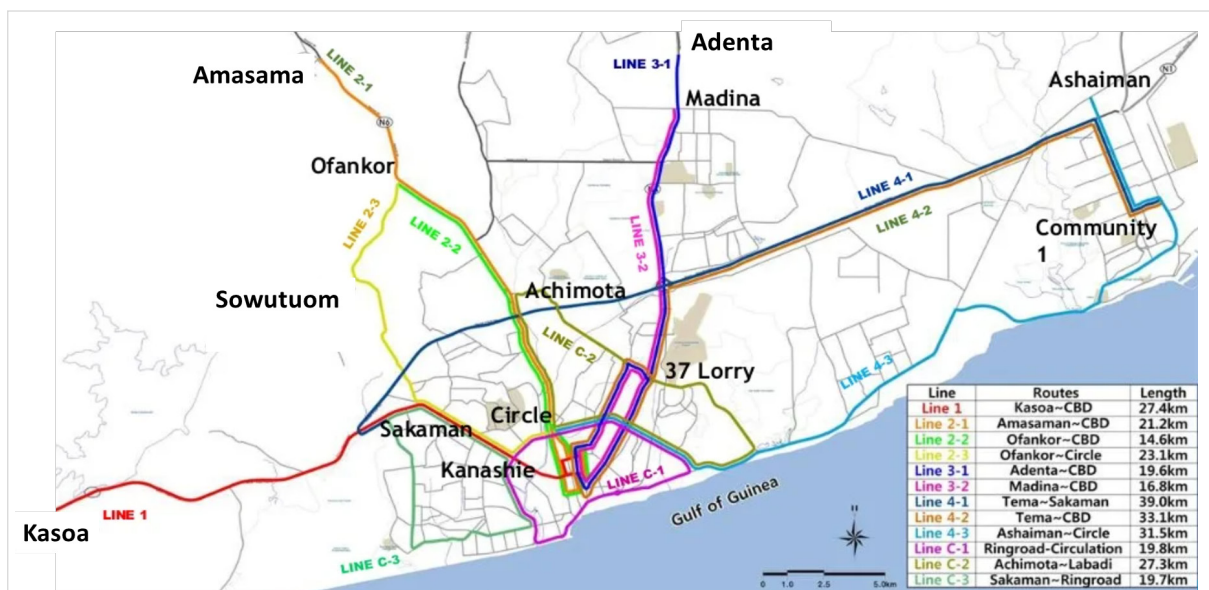 Adenta
Amasama
LINE 2-1
LINE 3-1
Ashaiman
N1
Madina
N6
Ofankor
LINE 4-1
LINE 2-3
LINE 2-2
LINE 3-2
LINE 4-2
Community
1
Sowutuom
Achimota
LINE C-2
37 Lorry
LINE 4-3
Circle
Sakaman
Kanashie
LINE C-1
Gulf of Guinea
LINE 1
Kasoa
LINE C-3
0 1.0 2.5 5.0km
Line Routes Length
Line 1 Kasoa~CBD 27.4km
Line 2-1 Amasaman~CBD 21.2km
Line 2-2 Ofankor~CBD 14.6km
Line 2-3 Ofankor~Circle 23.1km
Line 3-1 Adenta~CBD 19.6km
Line 3-2 Madina~CBD 16.8km
Line 4-1 Tema~Sakaman 39.0km
Line 4-2 Tema~CBD 33.1km
Line 4-3 Ashaiman~Circle 31.5km
Line C-1 Ringroad-Circulation 19.8km
Line C-2 Achimota~Labadi 27.3km
Line C-3 Sakaman~Ringroad 19.7km